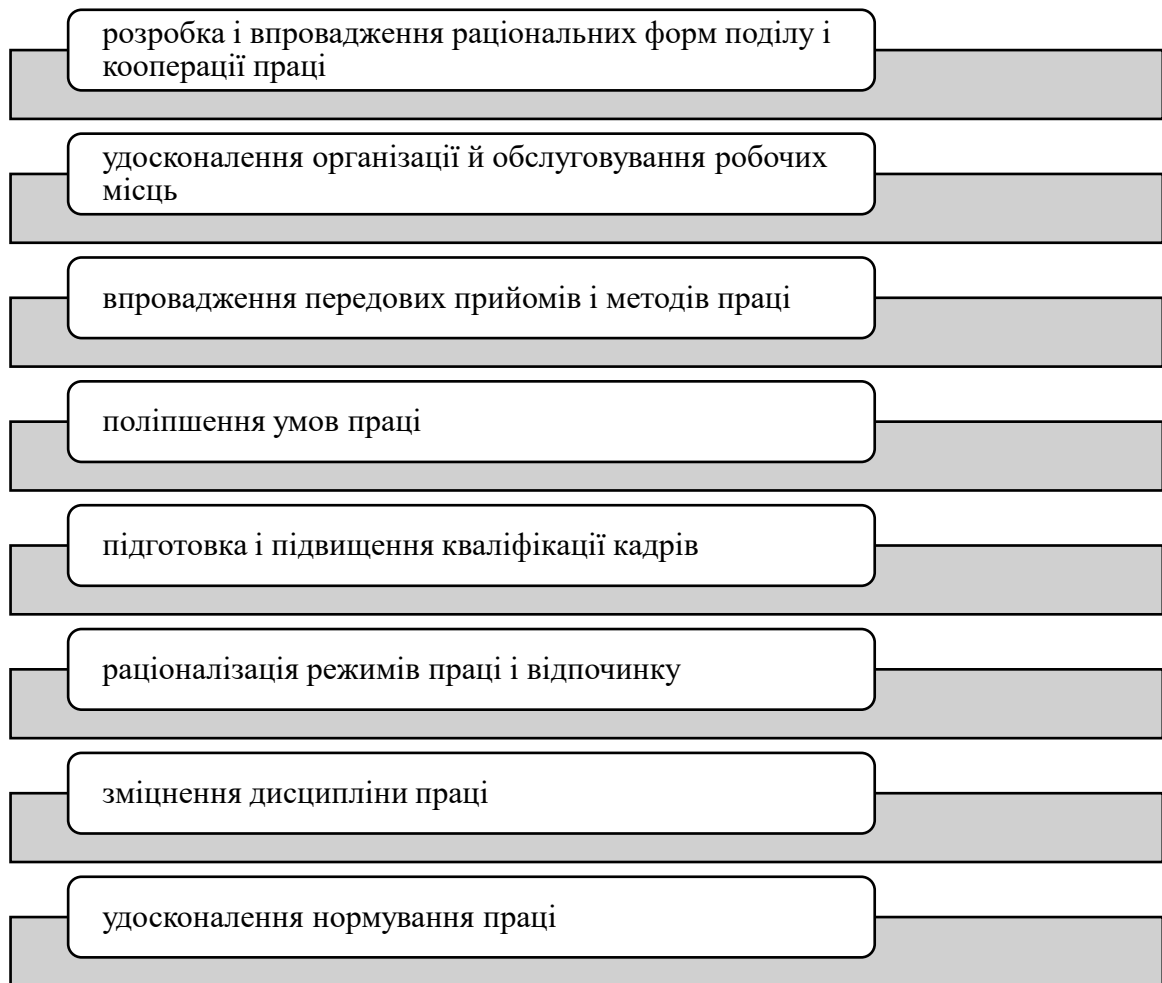 розробка і впровадження раціональних форм поділу і
кооперації праці
удосконалення організації й обслуговування робочих
місць
впровадження передових прийомів і методів праці
поліпшення умов праці
підготовка і підвищення кваліфікації кадрів
раціоналізація режимів праці і відпочинку
зміцнення дисципліни праці
удосконалення нормування праці